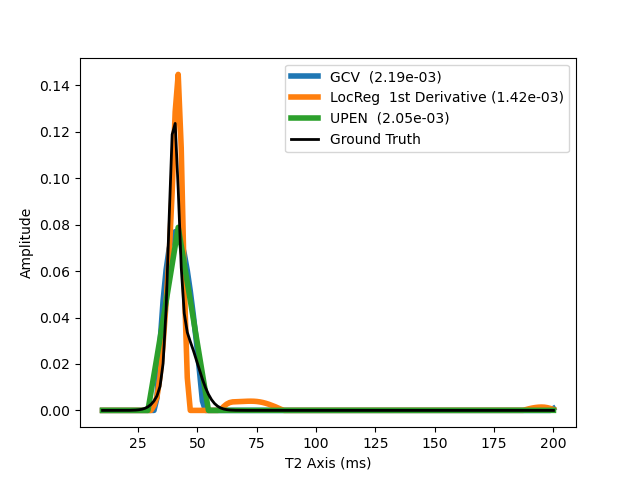 GCV  (2.19e-03)
LocReg  1st Derivative (1.42e-03)
UPEN  (2.05e-03)
Ground Truth
Amplitude
0.14
0.12
0.10
0.08
0.06
0.04
0.02
0.00
25 50 75 100 125 150 175 200
T2 Axis (ms)